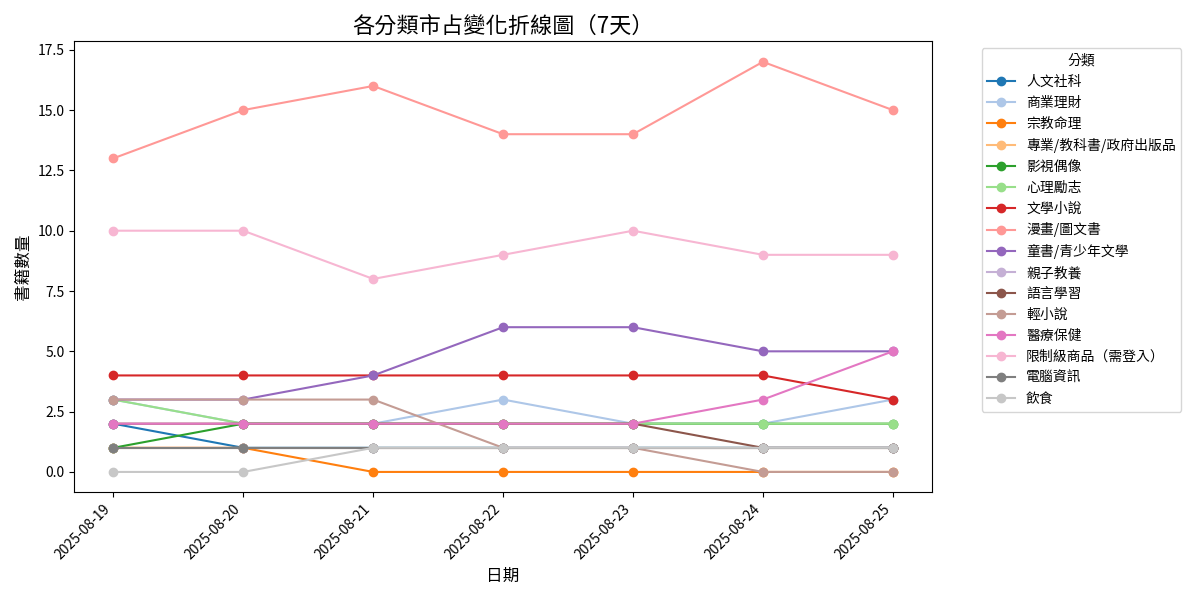 各分類市占變化折線圖（7天）
書籍數量
17.5
15.0
12.5
10.0
7.5
5.0
2.5
0.0
2025-08-19
2025-08-20
2025-08-21
2025-08-22
2025-08-23
2025-08-24
2025-08-25
日期
分類
人文社科
商業理財
宗教命理
專業/教科書/政府出版品
影視偶像
心理勵志
文學小說
漫畫/圖文書
童書/青少年文學
親子教養
語言學習
輕小說
醫療保健
限制級商品（需登入）
電腦資訊
飲食